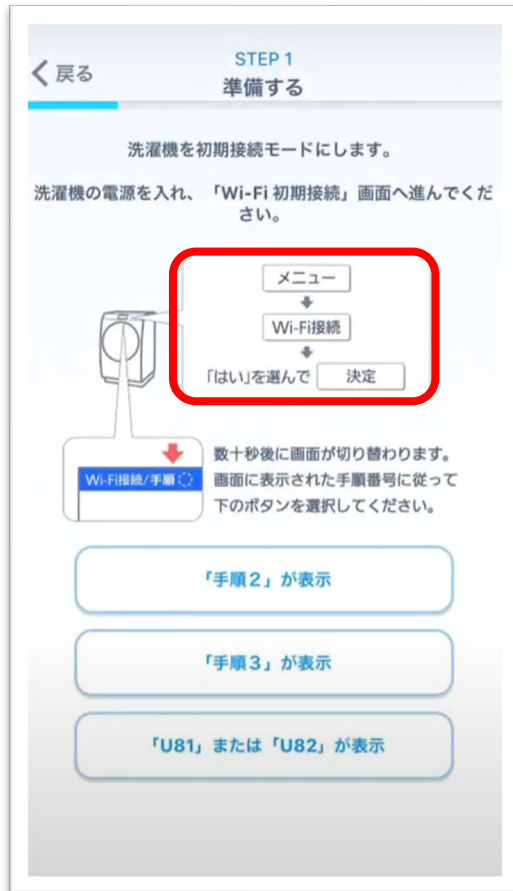 戻る
STEP 1
準備する
洗濯機を初期接続モードにします。
洗濯機の電源を入れ、「Wi-Fi 初期接続」画面へ進んでくだ
さい。
メニュー
Wi-Fi接続
「はい」を選んで 決定
Wi-Fi接続/手順
数十秒後に画面が切り替わります。
画面に表示された手順番号に従って
下のボタンを選択してください。
「手順2」が表示
「手順3」が表示
「U81」または「U82」が表示